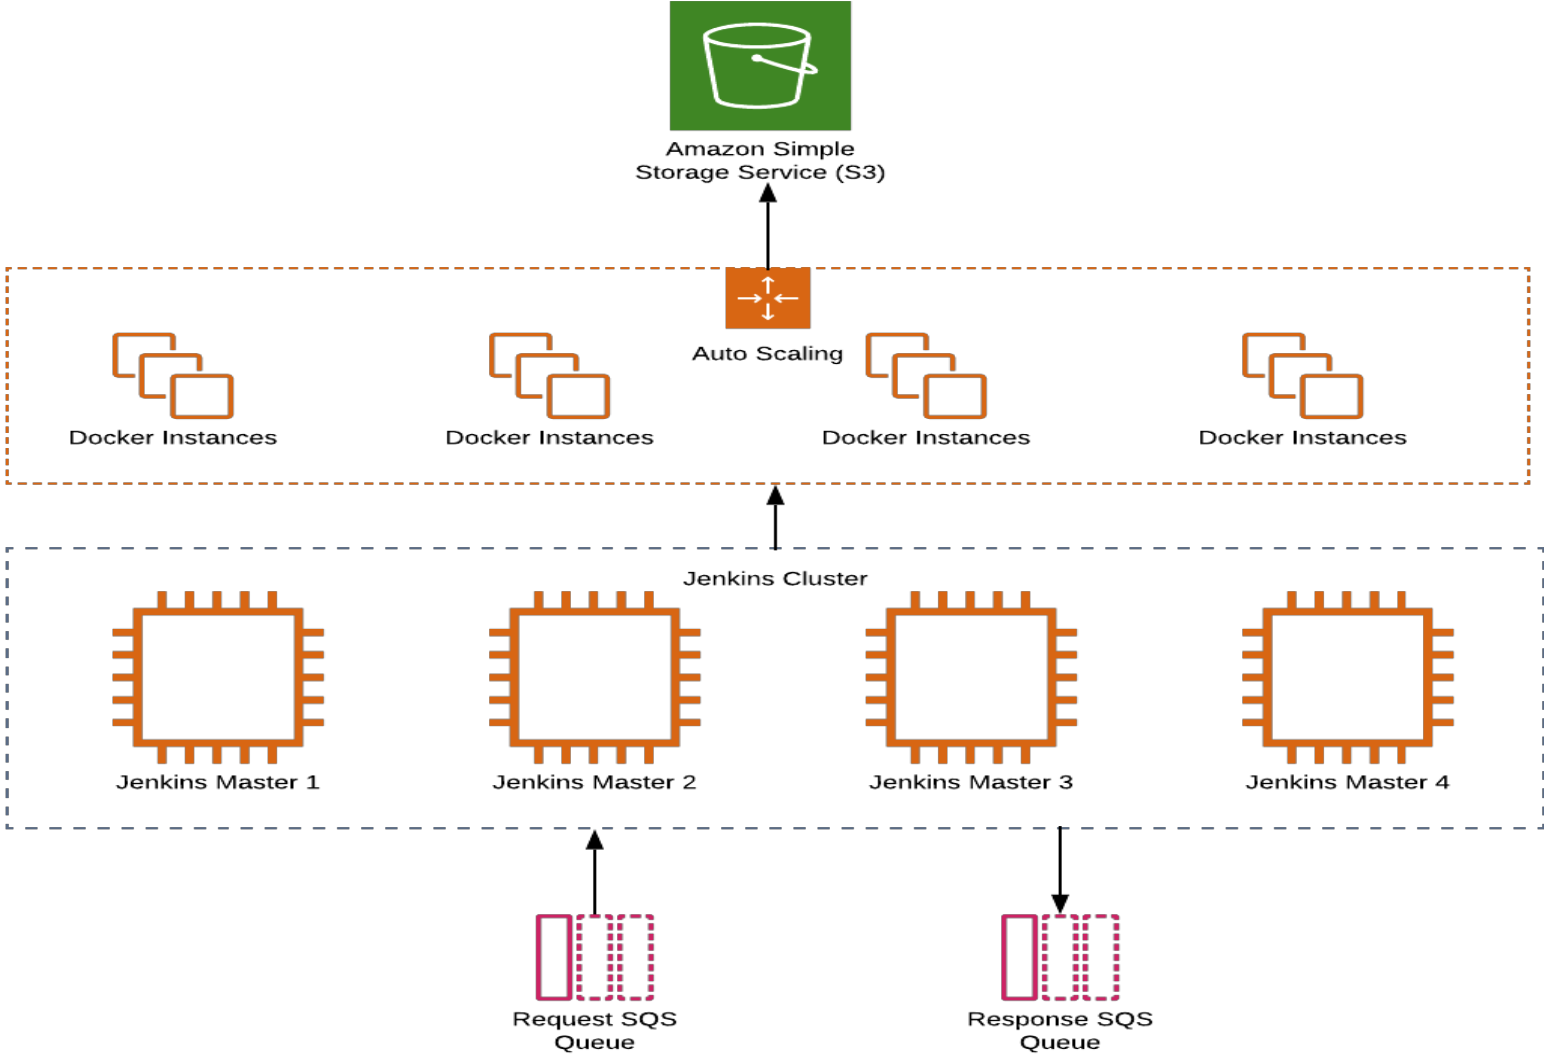 Amazon Simple
Storage Service (S3)
Auto Scaling
Docker Instances
Docker Instances
Docker Instances
Docker Instances
Jenkins Cluster
Jenkins Master 1
Jenkins Master 2
Jenkins Master 3
Jenkins Master 4
Request SQS
Queue
Response SQS
Queue